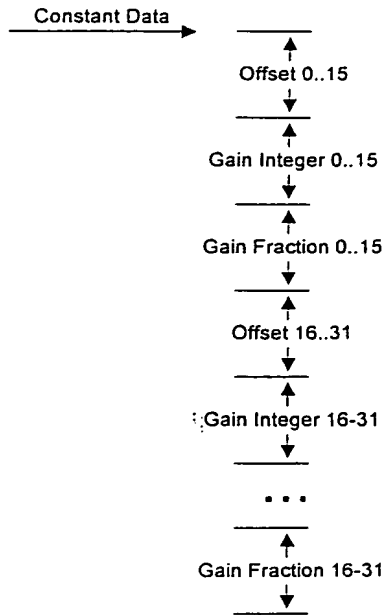 Constant Data
Offset 0..15
Gain Integer 0..15
Gain Fraction 0..15
Offset 16..31
Gain Integer 16-31
...
Gain Fraction 16-31